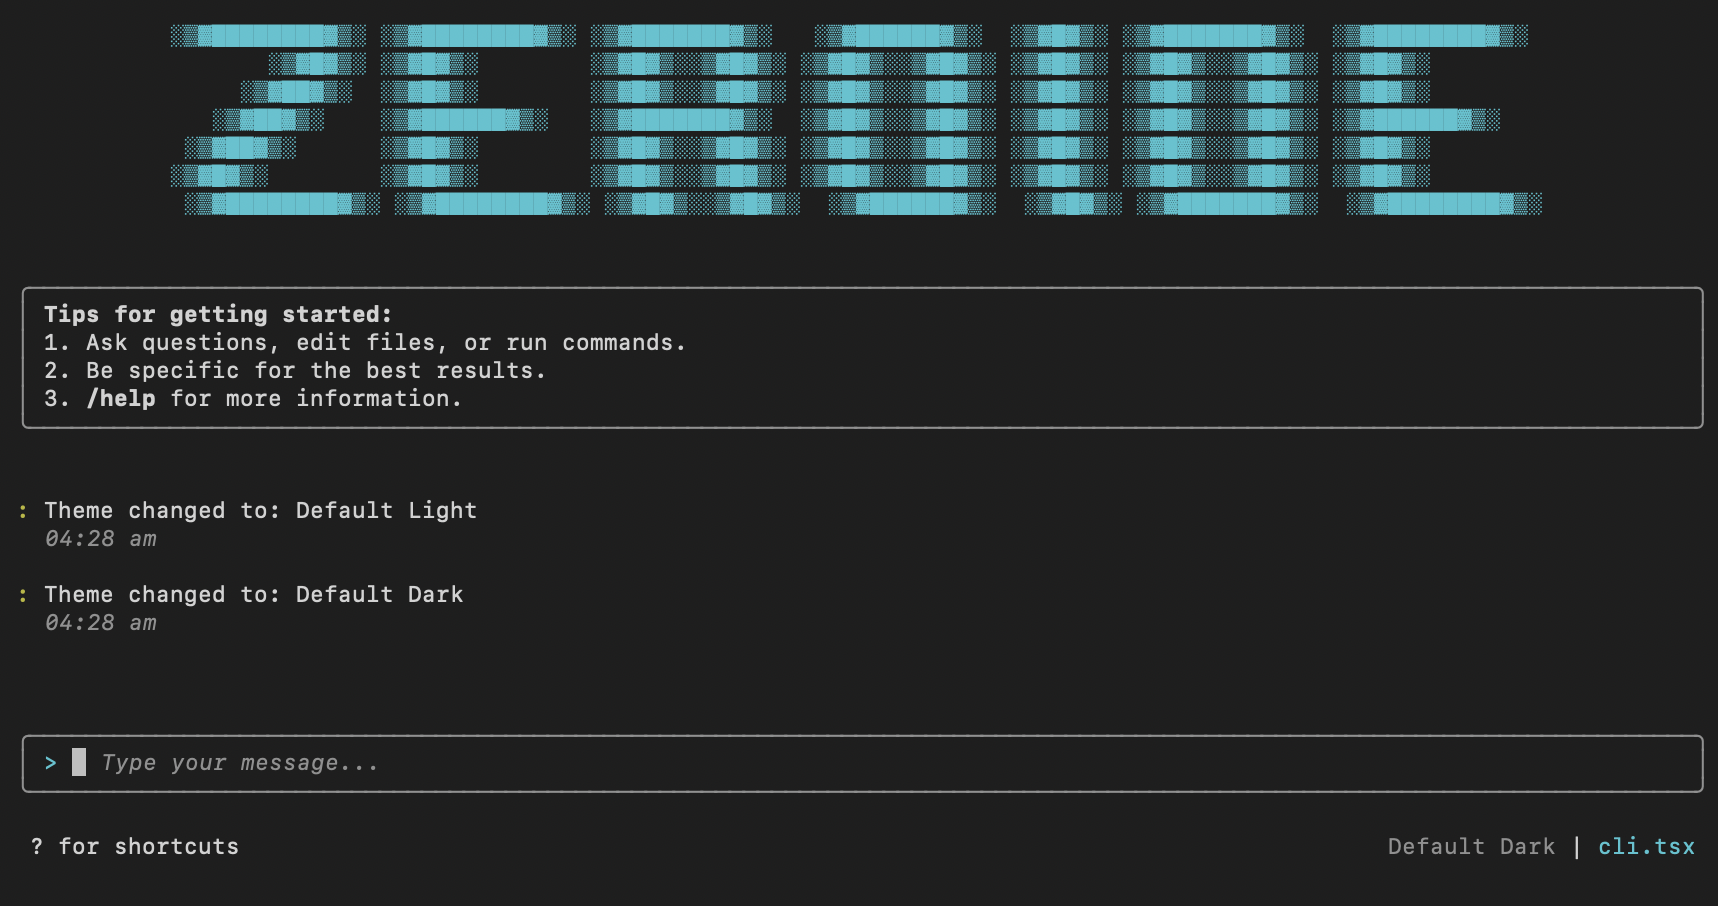 ZEROIDE
Tips for getting started:
1. Ask questions, edit files, or run commands.
2. Be specific for the best results.
3. /help for more information.
: Theme changed to: Default Light
04:28 am
: Theme changed to: Default Dark
04:28 am
> Type your message...
? for shortcuts
Default Dark | cli.tsx